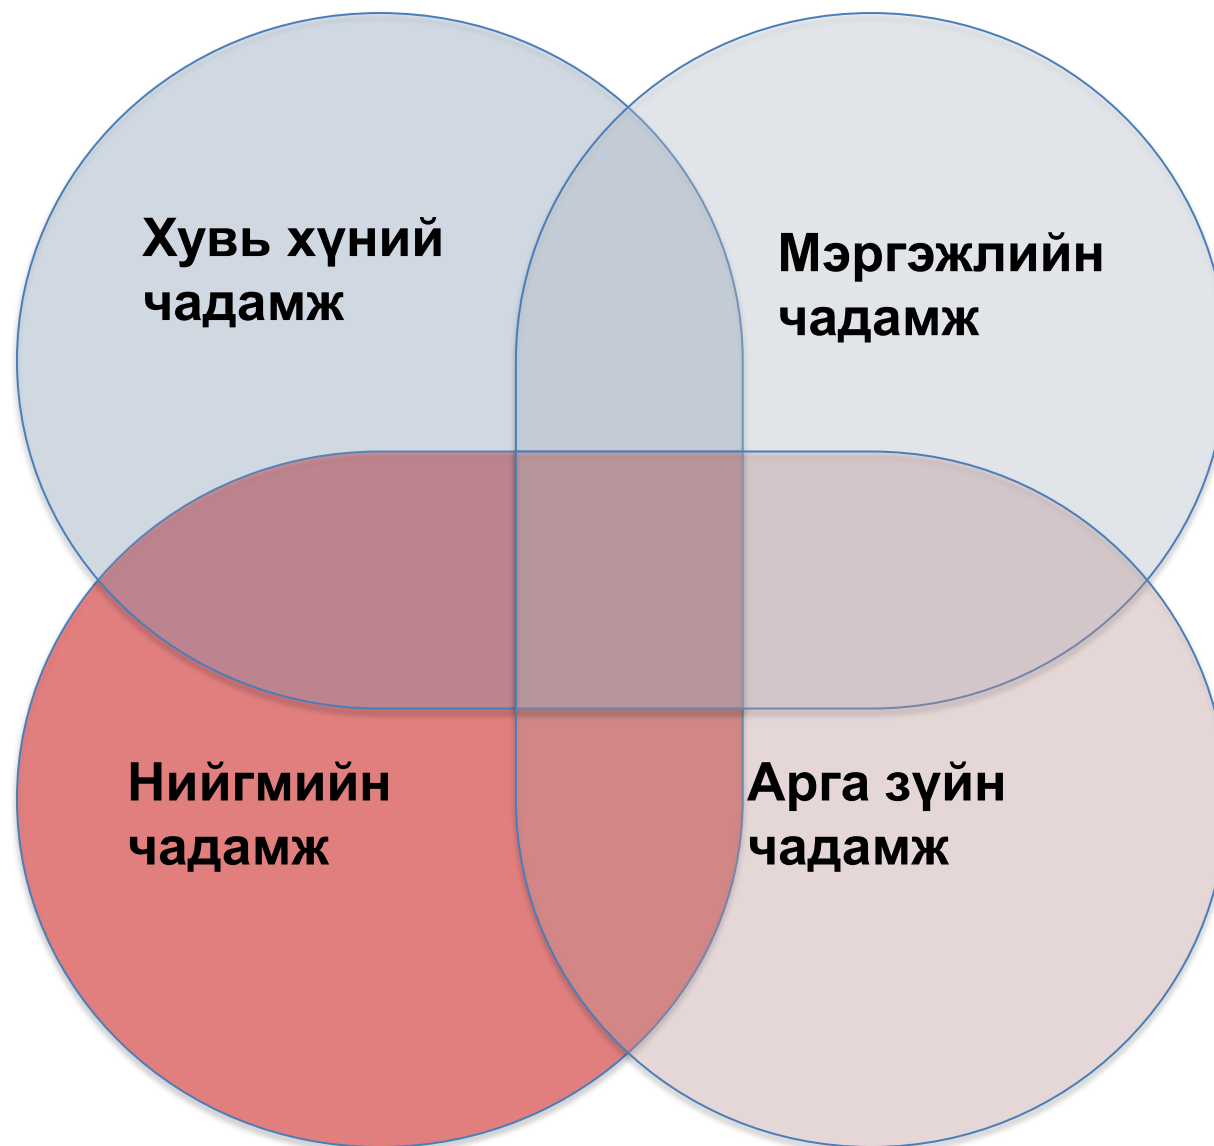 Хувь хүний
чадамж
Мэргэжлийн
чадамж
Нийгмийн
чадамж
Арга зүйн
чадамж